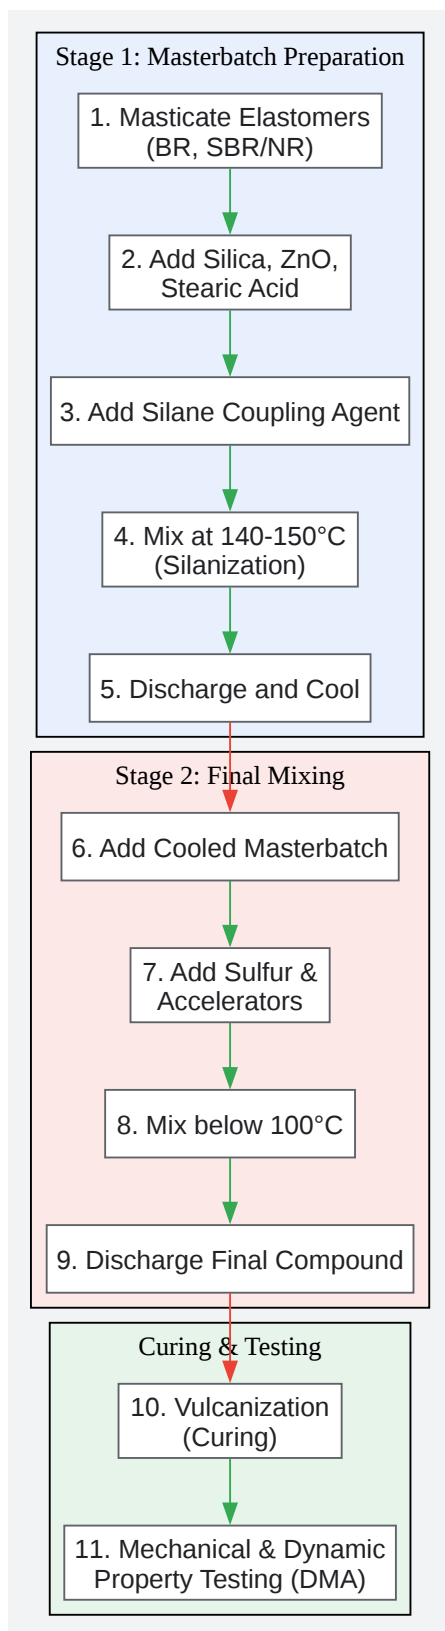 Stage 1: Masterbatch Preparation
1. Masticate Elastomers
(BR, SBR/NR)
2. Add Silica, ZnO,
Stearic Acid
3. Add Silane Coupling Agent
4. Mix at 140-150°C
(Silanization)
5. Discharge and Cool
Stage 2: Final Mixing
6. Add Cooled Masterbatch
7. Add Sulfur &
Accelerators
8. Mix below 100°C
9. Discharge Final Compound
Curing & Testing
10. Vulcanization
(Curing)
11. Mechanical & Dynamic
Property Testing (DMA)